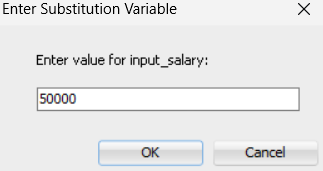 Enter Substitution Variable
Enter value for input_salary:
50000
OK
Cancel